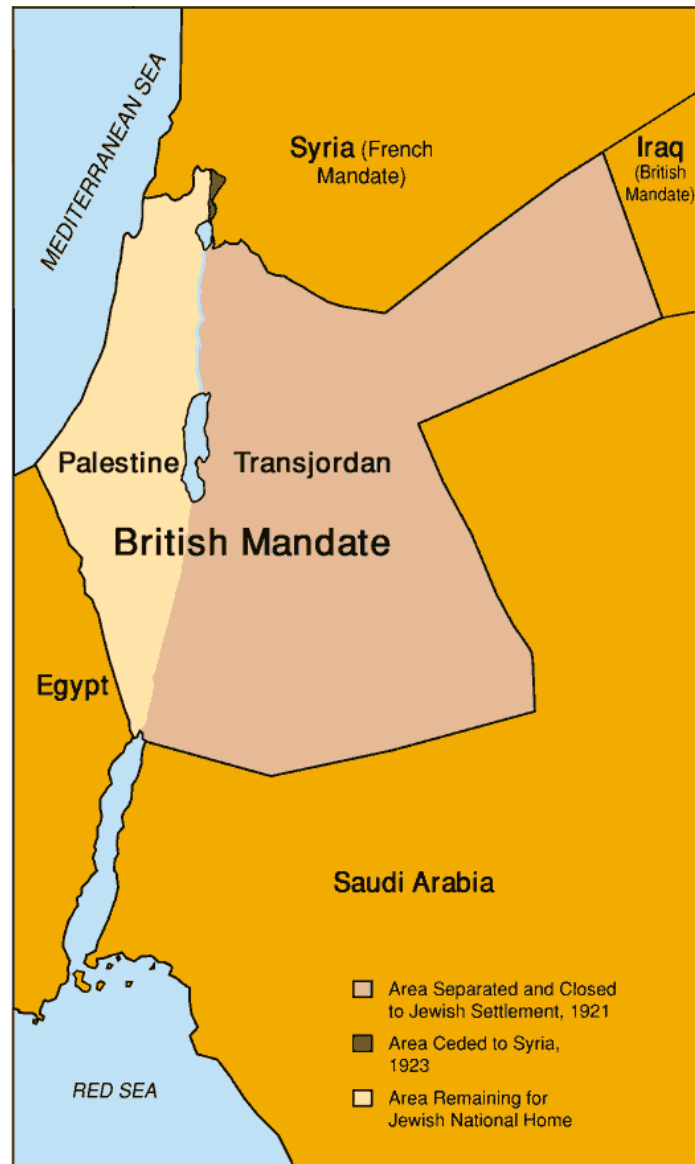 MEDITERRANEAN SEA
Syria (French
Mandate)
Iraq
(British
Mandate)
Palestine
Transjordan
British Mandate
Egypt
Saudi Arabia
Area Separated and Closed
to Jewish Settlement, 1921
Area Ceded to Syria,
1923
Area Remaining for
Jewish National Home
RED SEA